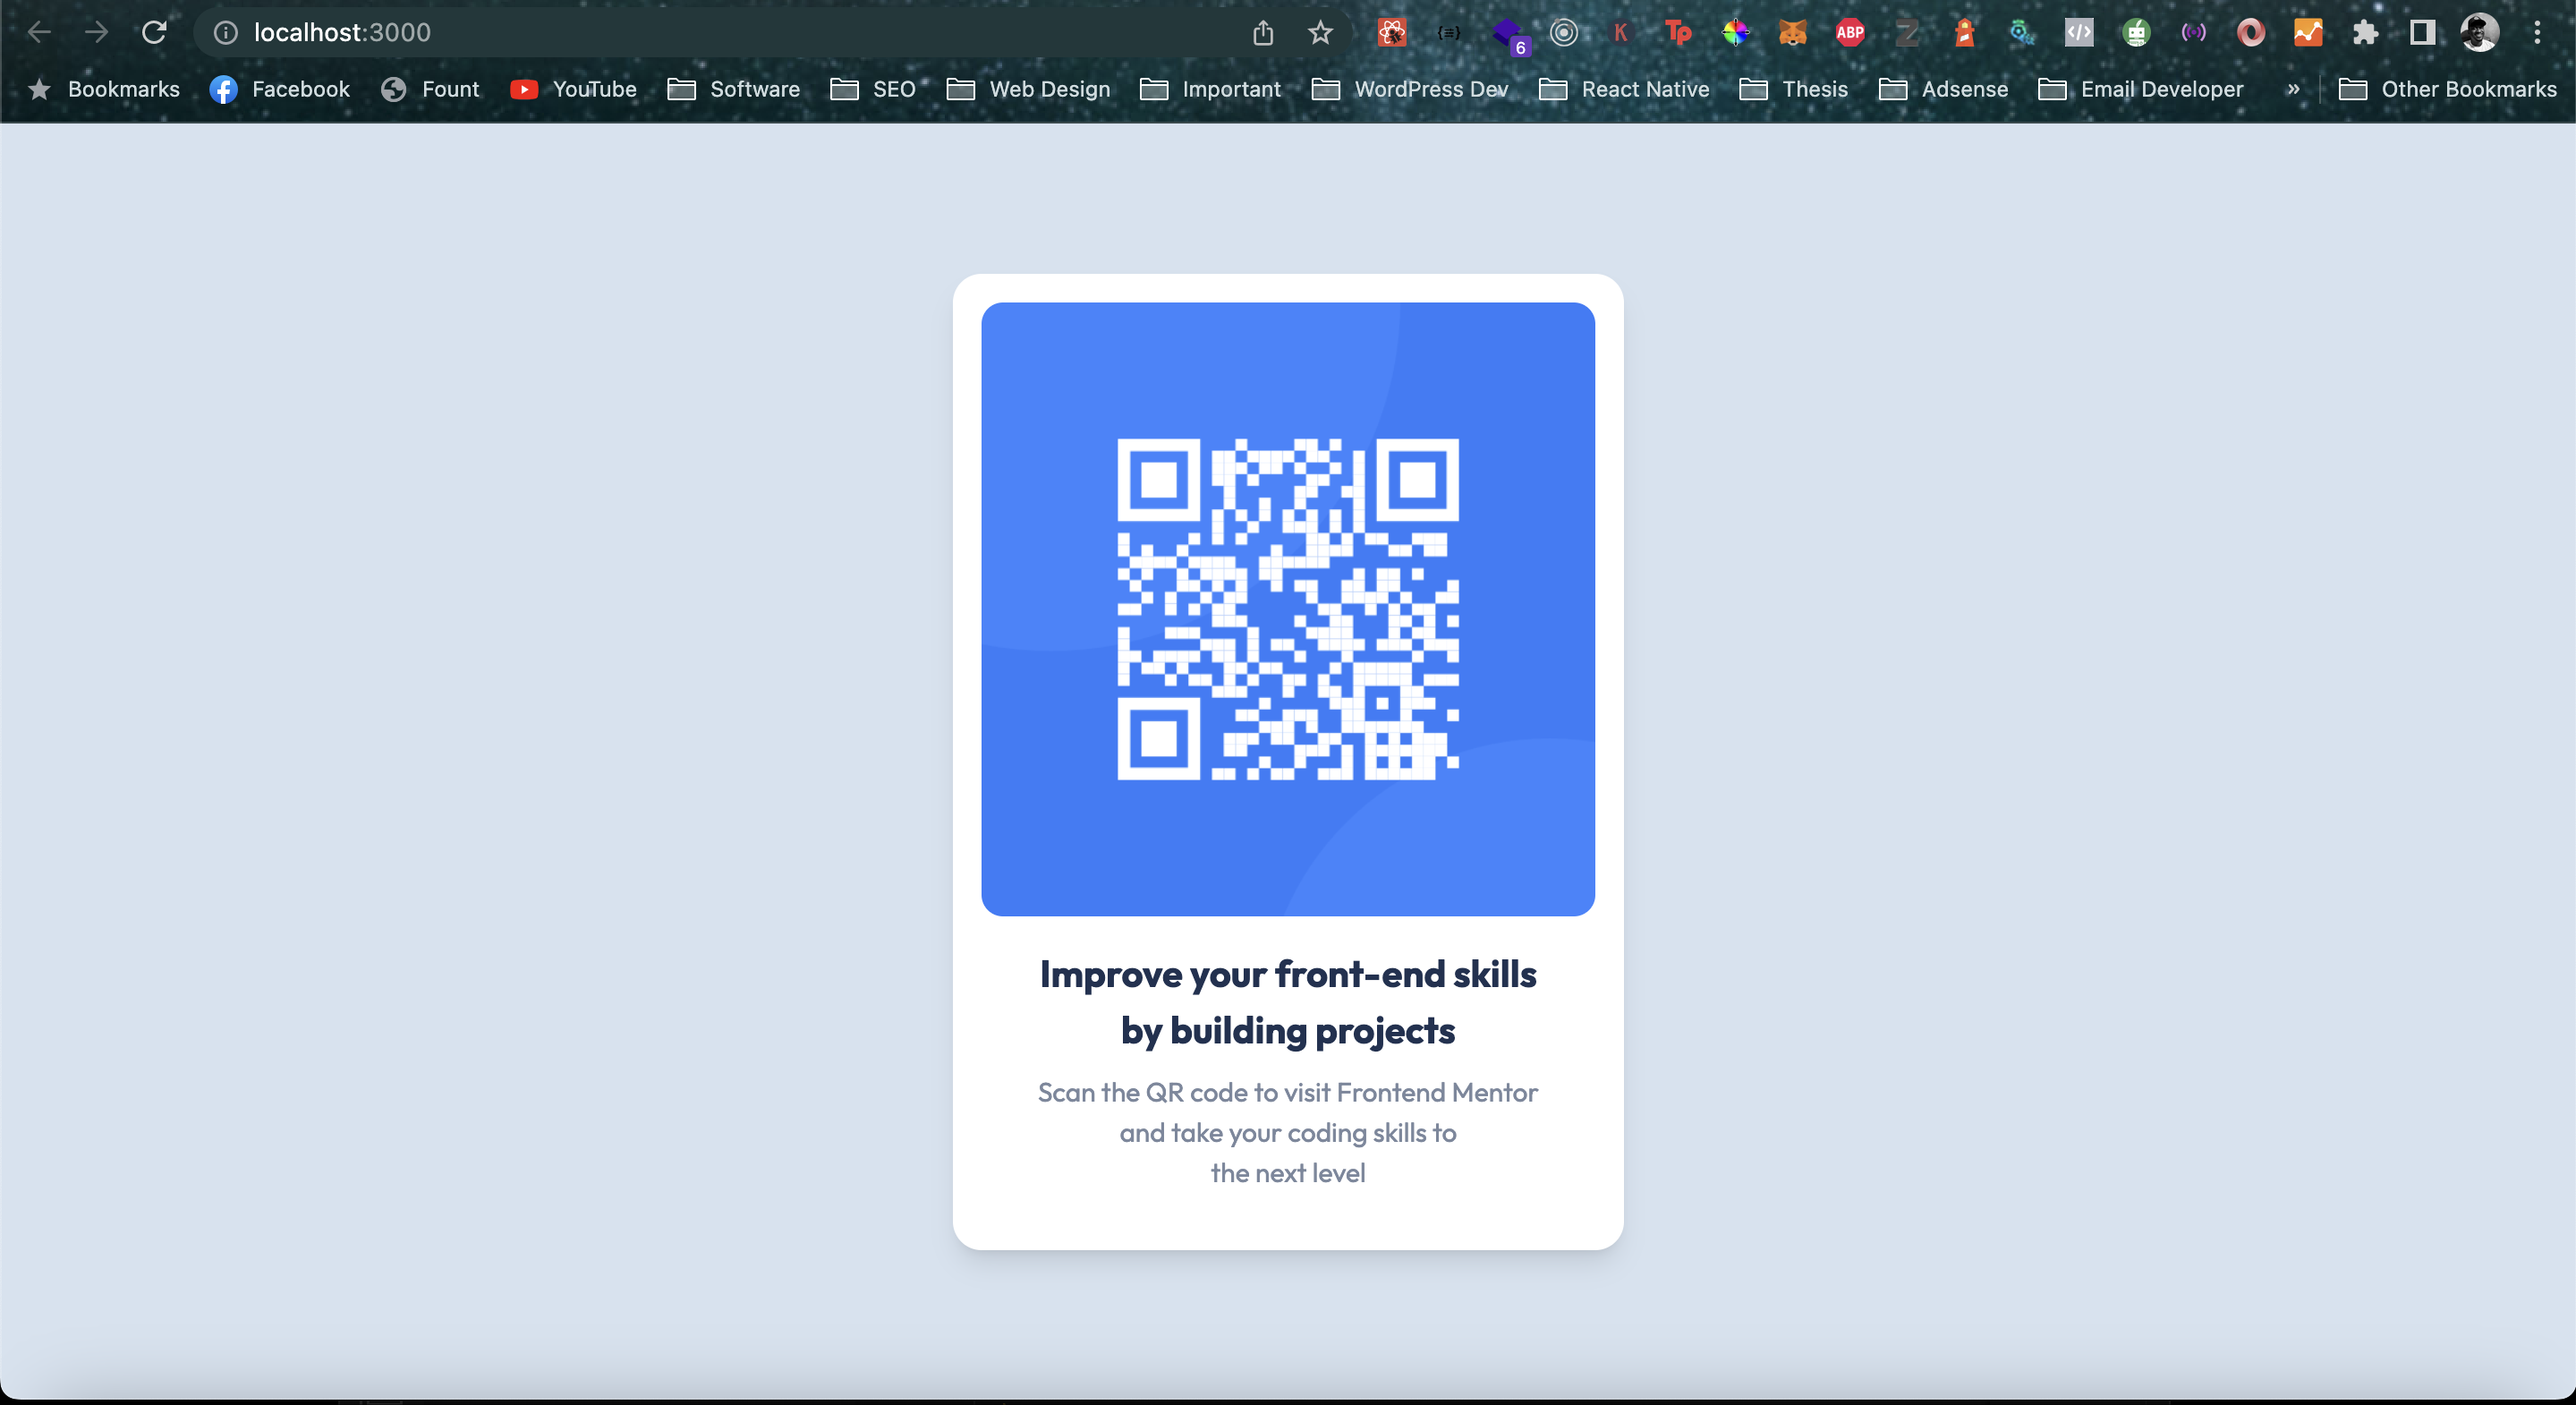 localhost:3000
6
K
Tp
ABP
Z
</>
Bookmarks Facebook Fount YouTube Software SEO Web Design Important WordPress Dev React Native Thesis Adsense Email Developer » Other Bookmarks
Improve your front-end skills
by building projects
Scan the QR code to visit Frontend Mentor
and take your coding skills to
the next level